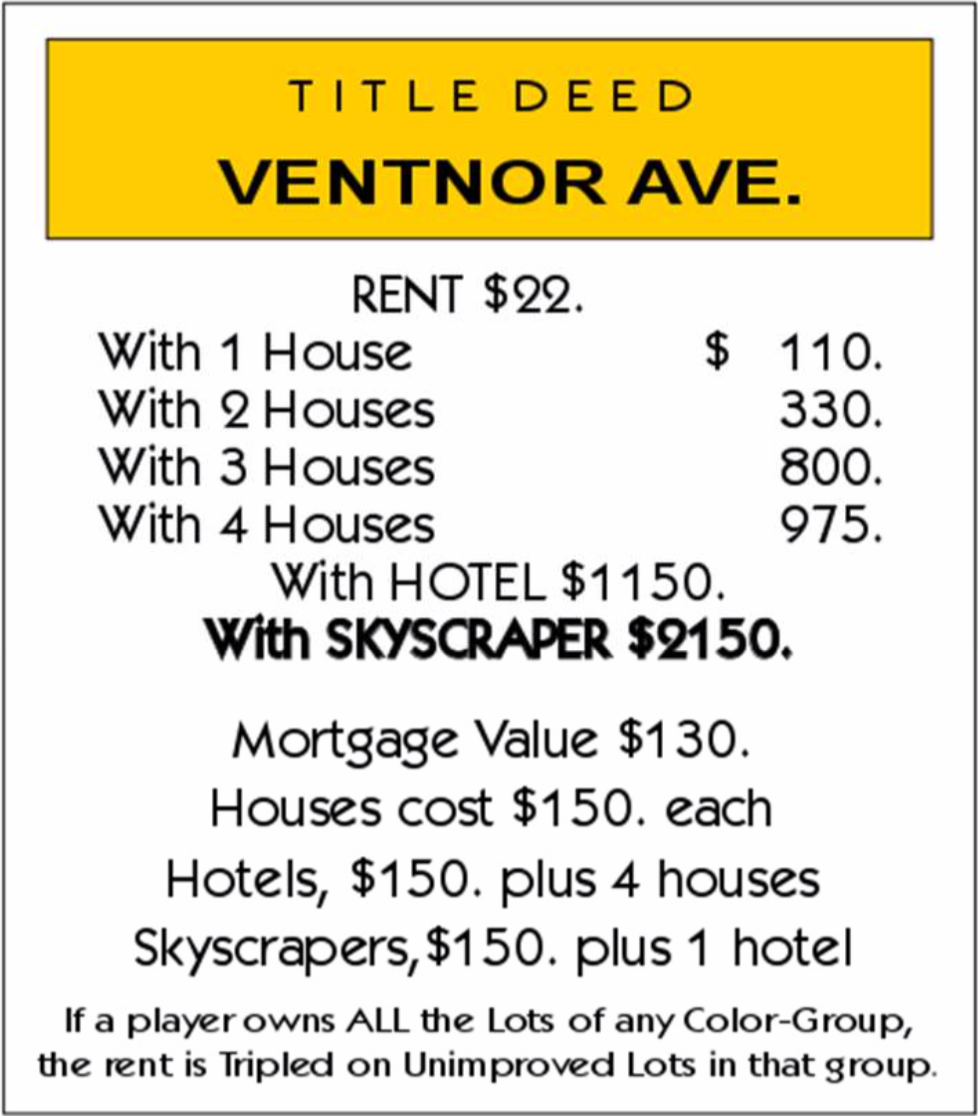 TITLE DEED
VENTNOR AVE.
RENT $22.
With 1 House $ 110.
With 2 Houses 330.
With 3 Houses 800.
With 4 Houses 975.
With HOTEL $1150.
With SKYSCRAPER $2150.
Mortgage Value $130.
Houses cost $150. each
Hotels, $150. plus 4 houses
Skyscrapers,$150. plus 1 hotel
If a player owns ALL the Lots of any Color-Group,
the rent is Tripled on Unimproved Lots in that group.